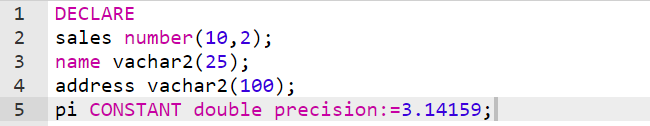 1 DECLARE
2 sales number(10,2);
3 name vachar2(25);
4 address vachar2(100);
5 pi CONSTANT double precision:=3.14159;